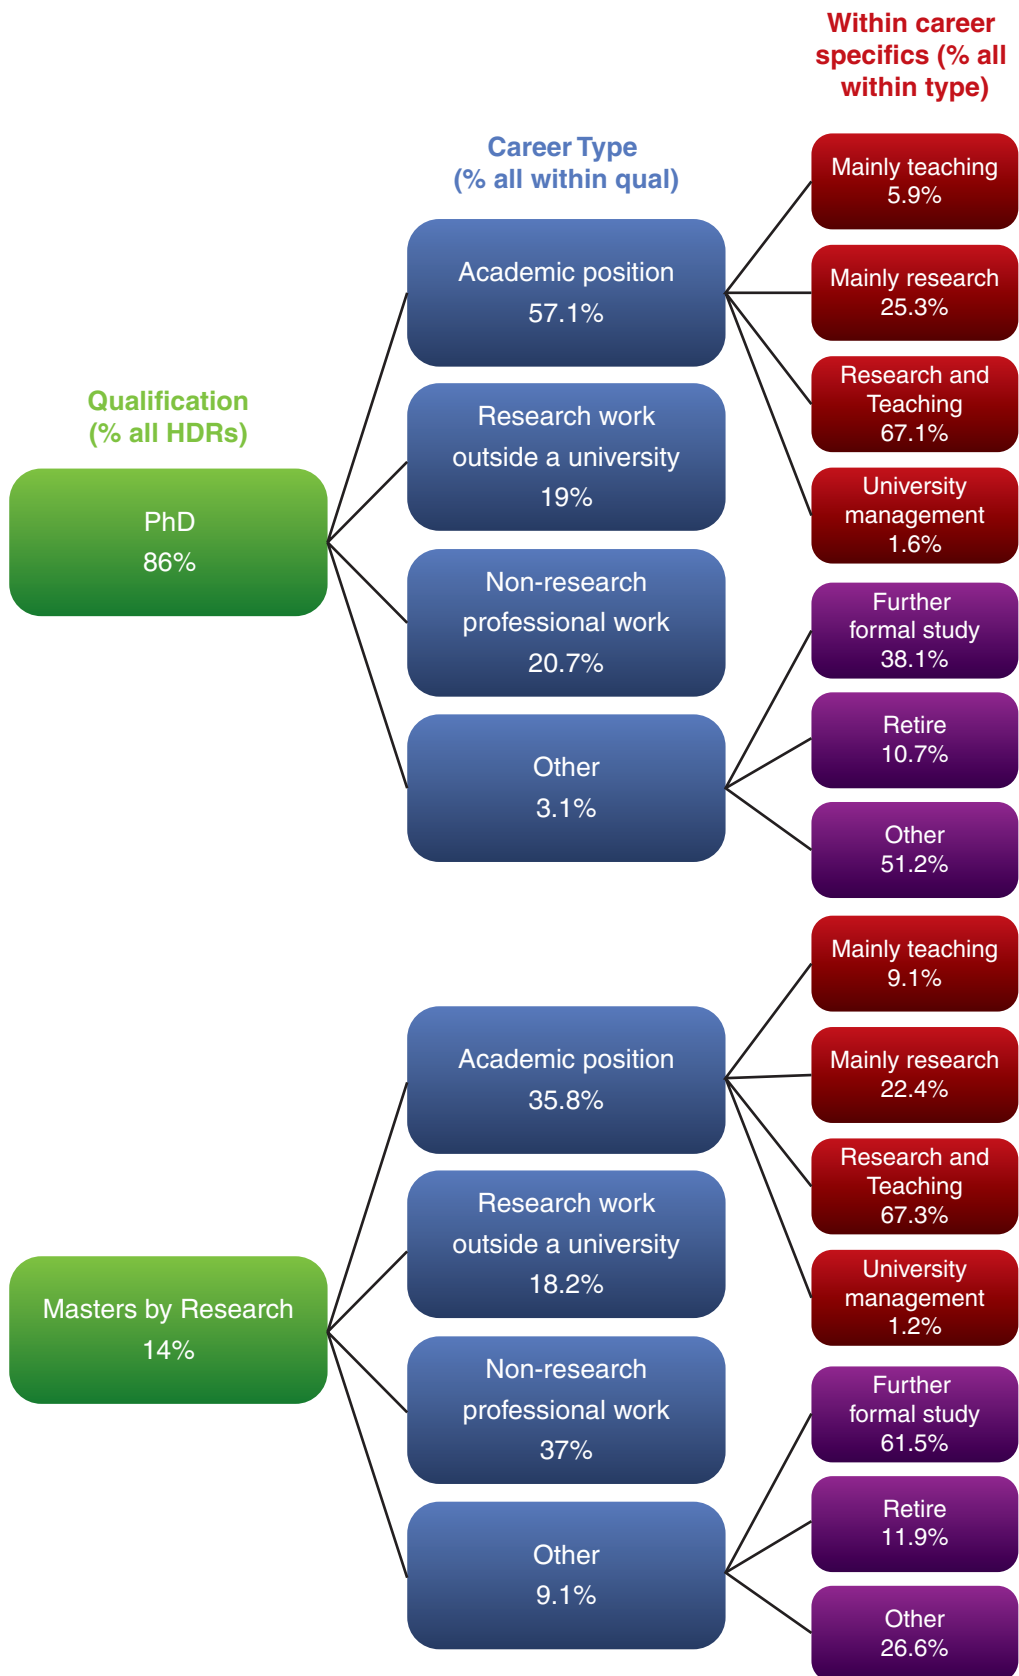 Within career
specifics (% all
within type)
Career Type
(% all within qual)
Qualification
(% all HDRs)
PhD
86%
Academic position
57.1%
Research work
outside a university
19%
Non-research
professional work
20.7%
Other
3.1%
Mainly teaching
5.9%
Mainly research
25.3%
Research and
Teaching
67.1%
University
management
1.6%
Further
formal study
38.1%
Retire
10.7%
Other
51.2%
Masters by Research
14%
Academic position
35.8%
Research work
outside a university
18.2%
Non-research
professional work
37%
Other
9.1%
Mainly teaching
9.1%
Mainly research
22.4%
Research and
Teaching
67.3%
University
management
1.2%
Further
formal study
61.5%
Retire
11.9%
Other
26.6%